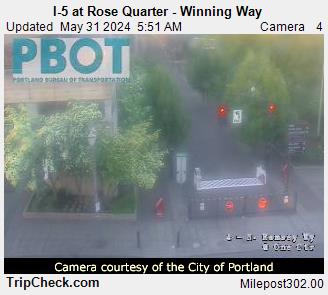 I-5 at Rose Quarter - Winning Way
Updated May 31 2024 5:51 AM Camera 4
PBOT
PORTLAND BUREAU OF TRANSPORTATION
Camera courtesy of the City of Portland
TripCheck.com Milepost302.00